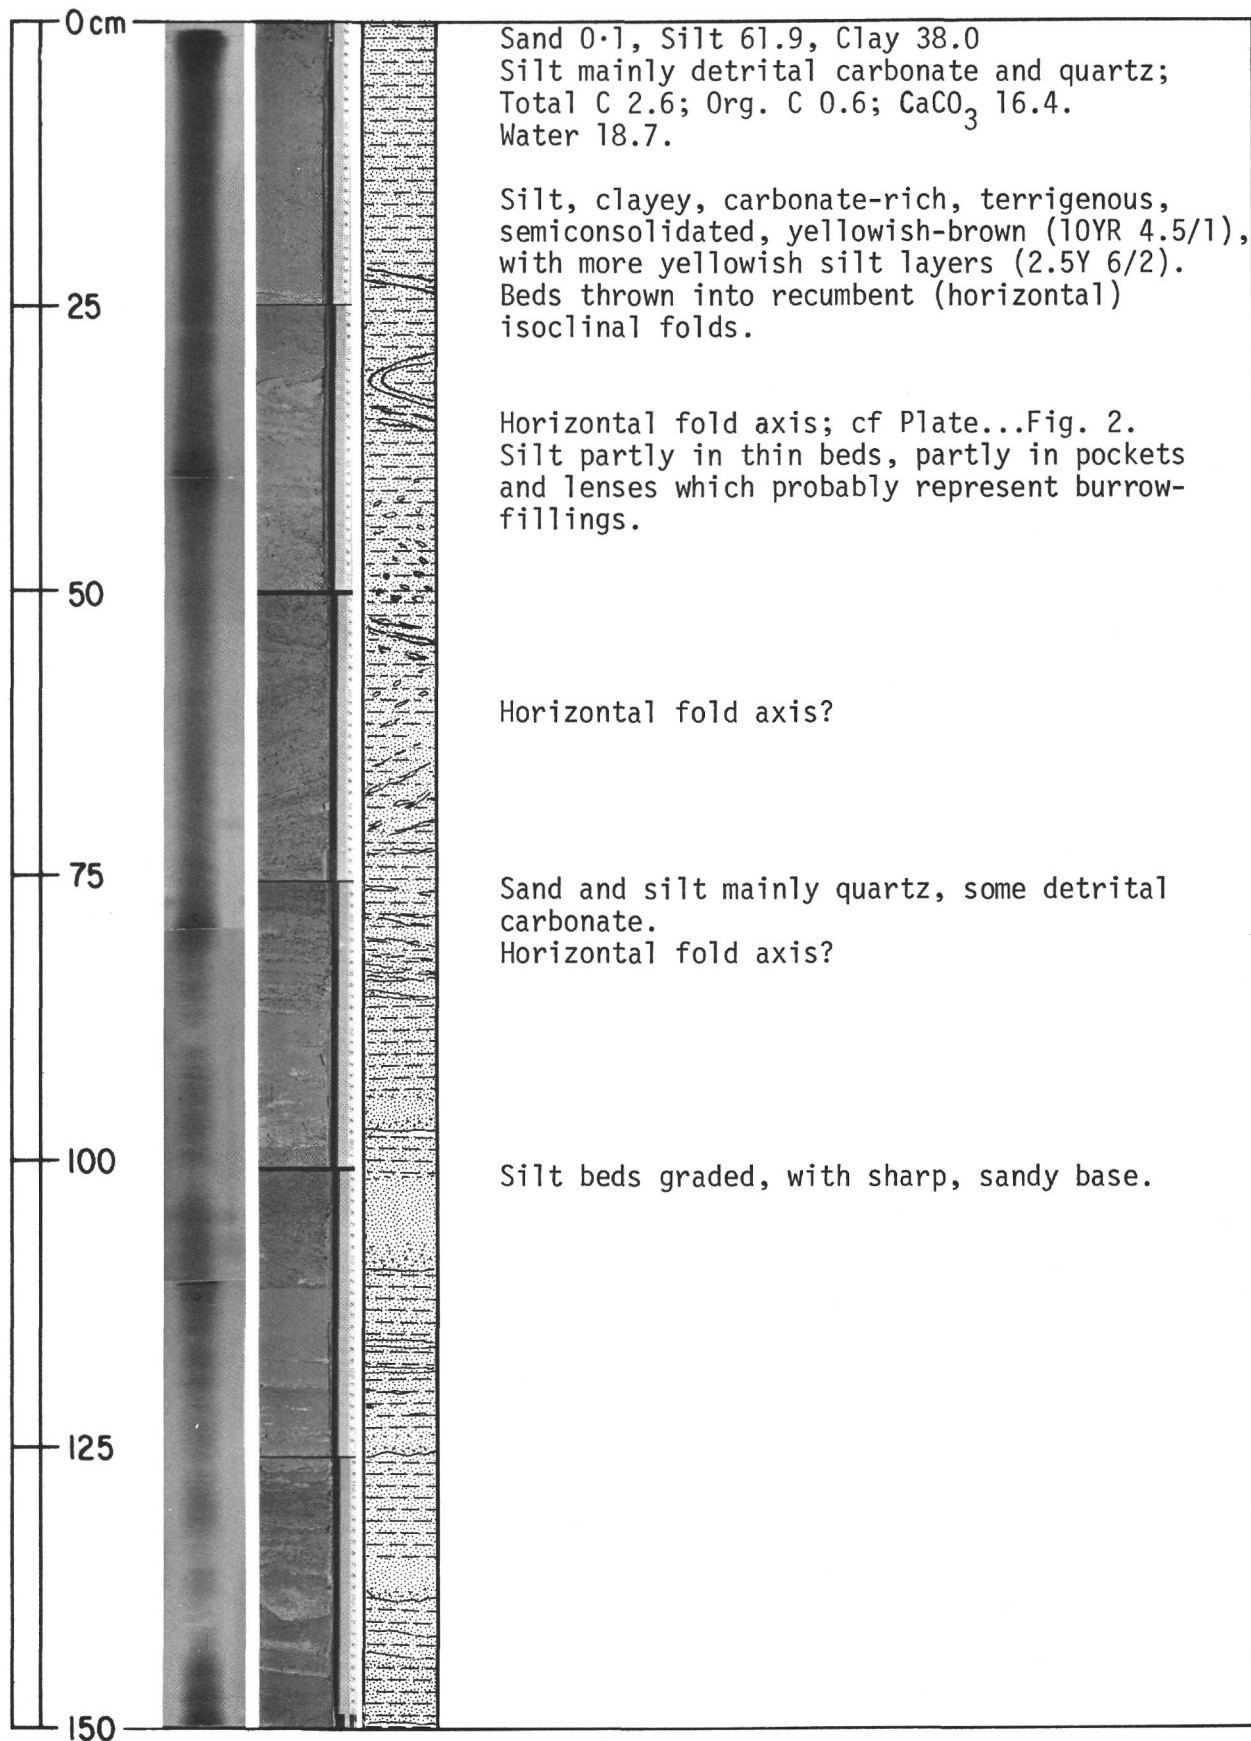 0 cm
Sand 0·1, Silt 61.9, Clay 38.0
Silt mainly detrital carbonate and quartz;
Total C 2.6; Org. C 0.6; CaCO₃ 16.4.
Water 18.7.
Silt, clayey, carbonate-rich, terrigenous,
semiconsolidated, yellowish-brown (10YR 4.5/1),
with more yellowish silt layers (2.5Y 6/2).
Beds thrown into recumbent (horizontal)
isoclinal folds.
25
Horizontal fold axis; cf Plate...Fig. 2.
Silt partly in thin beds, partly in pockets
and lenses which probably represent burrow-
fillings.
50
Horizontal fold axis?
75
Sand and silt mainly quartz, some detrital
carbonate.
Horizontal fold axis?
100
Silt beds graded, with sharp, sandy base.
125
150